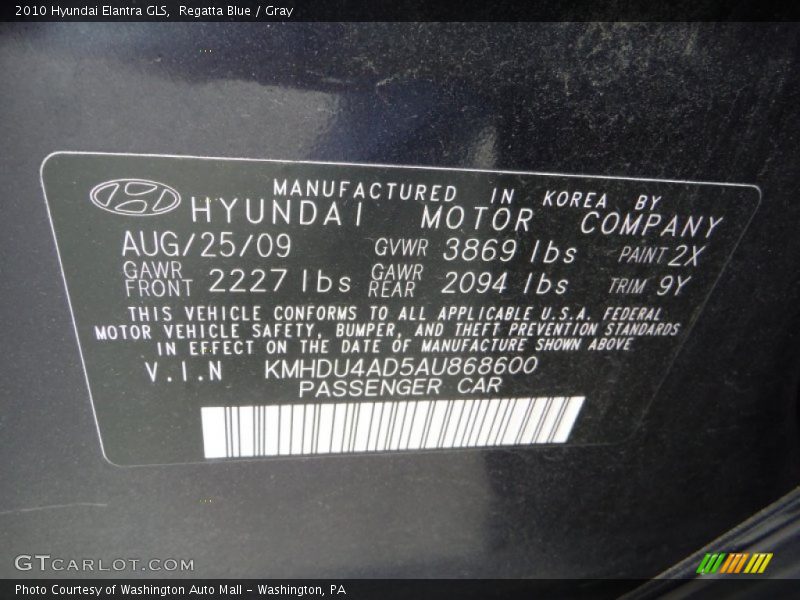 2010 Hyundai Elantra GLS,  Regatta Blue / Gray
MANUFACTURED IN KOREA BY
HYUNDAI MOTOR COMPANY
AUG/25/09 GVWR 3869 lbs PAINT 2X
GAWR FRONT 2227 lbs GAWR REAR 2094 lbs TRIM 9Y
THIS VEHICLE CONFORMS TO ALL APPLICABLE U.S.A. FEDERAL
MOTOR VEHICLE SAFETY, BUMPER, AND THEFT PREVENTION STANDARDS
IN EFFECT ON THE DATE OF MANUFACTURE SHOWN ABOVE
V.I.N KMHDU4AD5AU868600
PASSENGER CAR
GTCARLOT.COM
Photo Courtesy of Washington Auto Mall - Washington, PA